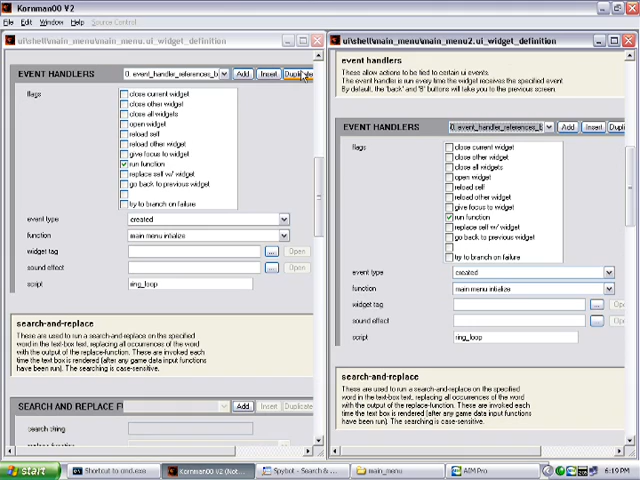 Kornman00 V2
File Edit Window Help Source Control
ui\shell\main_menu\main_menu.ui_widget_definition
EVENT HANDLERS
0. event_handler_references_b
Add
Insert
Duplicate
flags
close current widget
close other widget
close all widgets
open widget
reload self
reload other widget
give focus to widget
run function
replace self w/ widget
go back to previous widget
try to branch on failure
event type
created
function
main menu intialize
widget tag
...
Open
sound effect
...
Open
script
ring_loop
search-and-replace
These are used to run a search-and-replace on the specified
word in the text-box text, replacing all occurrences of the word
with the output of the replace-function. These are invoked each
time the text box is rendered (after any game data input functions
have been run). The searching is case-sensitive.
SEARCH AND REPLACE F
Add
Insert
Duplicate
search string
replace function
ui\shell\main_menu\main_menu2.ui_widget_definition
event handlers
These allow actions to be tied to certain ui events.
The event handler is run every time the widget receives the specified event.
By default, the 'back' and 'B' buttons will take you to the previous screen.
EVENT HANDLERS
0. event_handler_references_b
Add
Insert
Dupli
flags
close current widget
close other widget
close all widgets
open widget
reload self
reload other widget
give focus to widget
run function
replace self w/ widget
go back to previous widget
try to branch on failure
event type
created
function
main menu intialize
widget tag
...
Open
sound effect
...
Open
script
ring_loop
search-and-replace
These are used to run a search-and-replace on the specified
word in the text-box text, replacing all occurrences of the word
with the output of the replace-function. These are invoked each
time the text box is rendered (after any game data input functions
have been run). The searching is case-sensitive.
start
Shortcut to cmd.exe
Kornman00 V2 (Not...
Spybot - Search & ...
main_menu
AIM Pro
6:19 PM